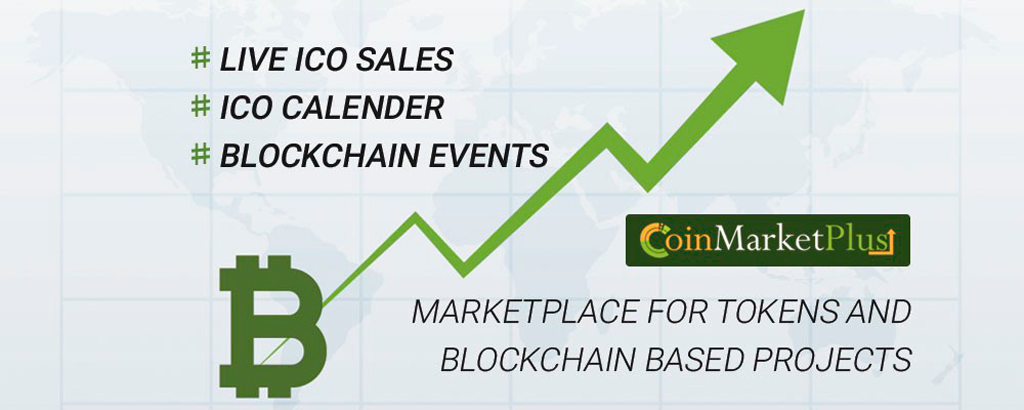 # LIVE ICO SALES
# ICO CALENDER
# BLOCKCHAIN EVENTS
CoinMarketPlus
MARKETPLACE FOR TOKENS AND
BLOCKCHAIN BASED PROJECTS